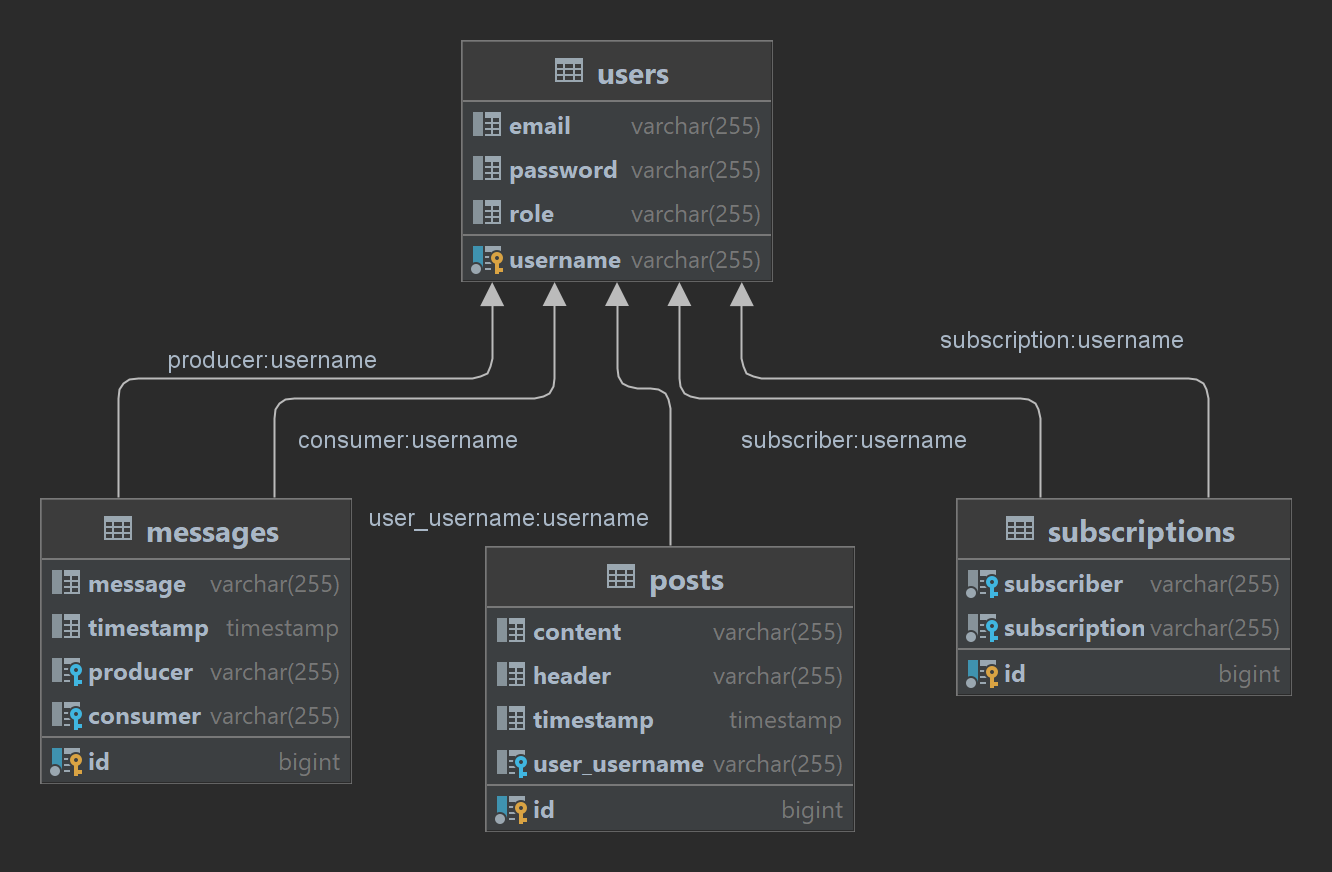 users
email varchar(255)
password varchar(255)
role varchar(255)
username varchar(255)
producer:username
consumer:username
user_username:username
subscriber:username
subscription:username
messages
message varchar(255)
timestamp timestamp
producer varchar(255)
consumer varchar(255)
id bigint
posts
content varchar(255)
header varchar(255)
timestamp timestamp
user_username varchar(255)
id bigint
subscriptions
subscriber varchar(255)
subscription varchar(255)
id bigint